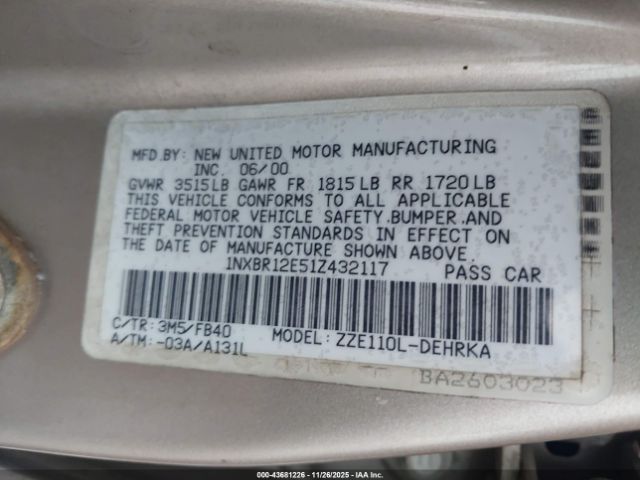 MFD.BY: NEW UNITED MOTOR MANUFACTURING
INC. 06/00
GVWR 3515LB GAWR FR 1815LB RR 1720LB
THIS VEHICLE CONFORMS TO ALL APPLICABLE
FEDERAL MOTOR VEHICLE SAFETY.BUMPER.AND
THEFT PREVENTION STANDARDS IN EFFECT ON
THE DATE OF MANUFACTURE SHOWN ABOVE.
1NXBR12E51Z432117 PASS CAR
C/TR: 3M5/FB40 MODEL: ZZE110L-DEHRKA
A/TM: -03A/A131L
BA2603023
000-43681226 - 11/26/2025 - IAA Inc.